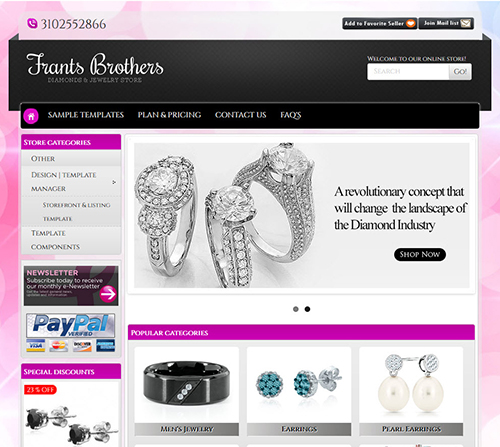 3102552866
Add to Favorite Seller
Join Mail list
Frants Brothers
DIAMONDS & JEWELRY STORE
Welcome to our online store!
Search
Go!
SAMPLE TEMPLATES
PLAN & PRICING
CONTACT US
FAQ'S
Store categories
Other
Design | template
manager
Storefront & listing
template
Template
components
A revolutionary concept that
will change the landscape of
the Diamond Industry
Shop Now
NEWSLETTER
Subscribe today to receive
our monthly e-Newsletter
PayPal
VERIFIED
VISA
DISCOVER
BANK
Popular categories
Special discounts
23 % OFF
Men's Jewelry
Earrings
Pearl Earrings